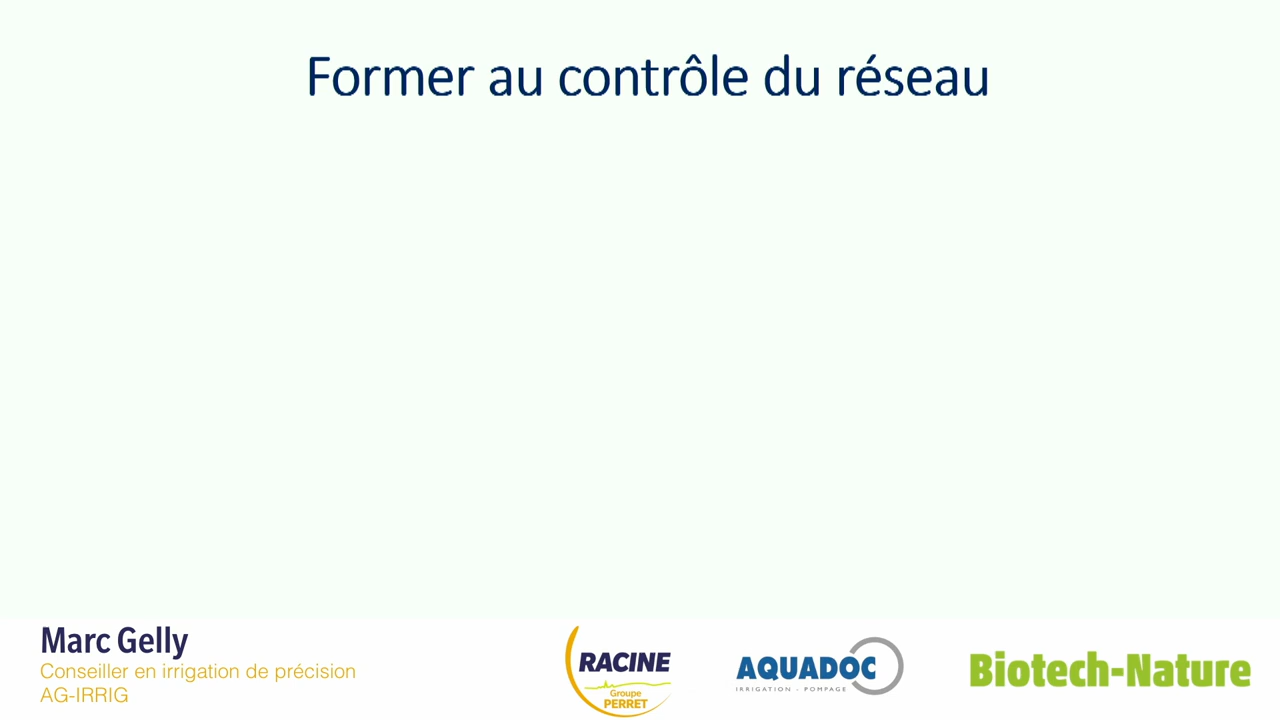 Former au contrôle du réseau
Marc Gelly
Conseiller en irrigation de précision
AG-IRRIG
RACINE
Groupe
PERRET
AQUADOC
IRRIGATION - POMPAGE
Biotech-Nature